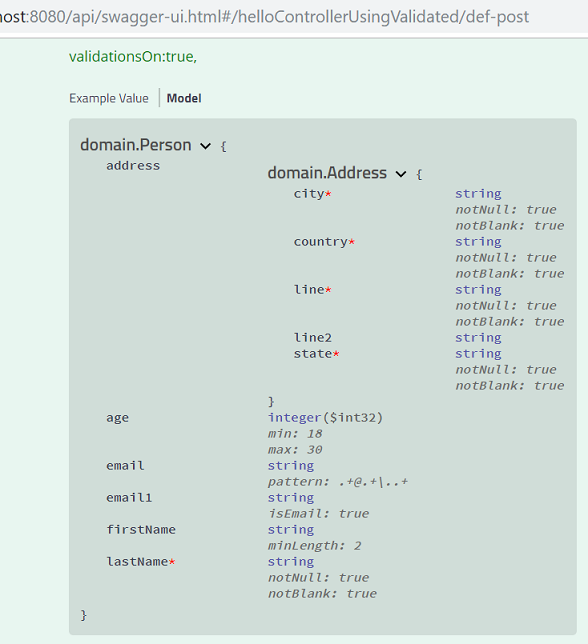 ost:8080/api/swagger-ui.html#/helloControllerUsingValidated/def-post
validationsOn:true,
Example Value Model
domain.Person {
address
domain.Address {
city* string
notNull: true
notBlank: true
country* string
notNull: true
notBlank: true
line* string
notNull: true
notBlank: true
line2 string
state* string
notNull: true
notBlank: true
}
age integer($int32)
min: 18
max: 30
email string
pattern: .+@.+\..+
email1 string
isEmail: true
firstName string
minLength: 2
lastName* string
notNull: true
notBlank: true
}